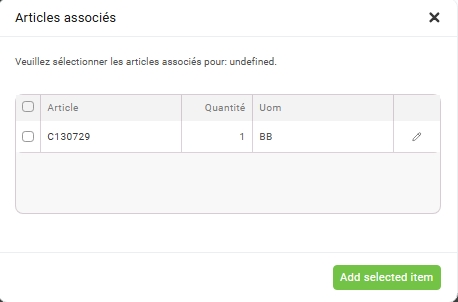 Articles associés
Veuillez sélectionner les articles associés pour: undefined.
Article Quantité Uom
C130729 1 BB
Add selected item